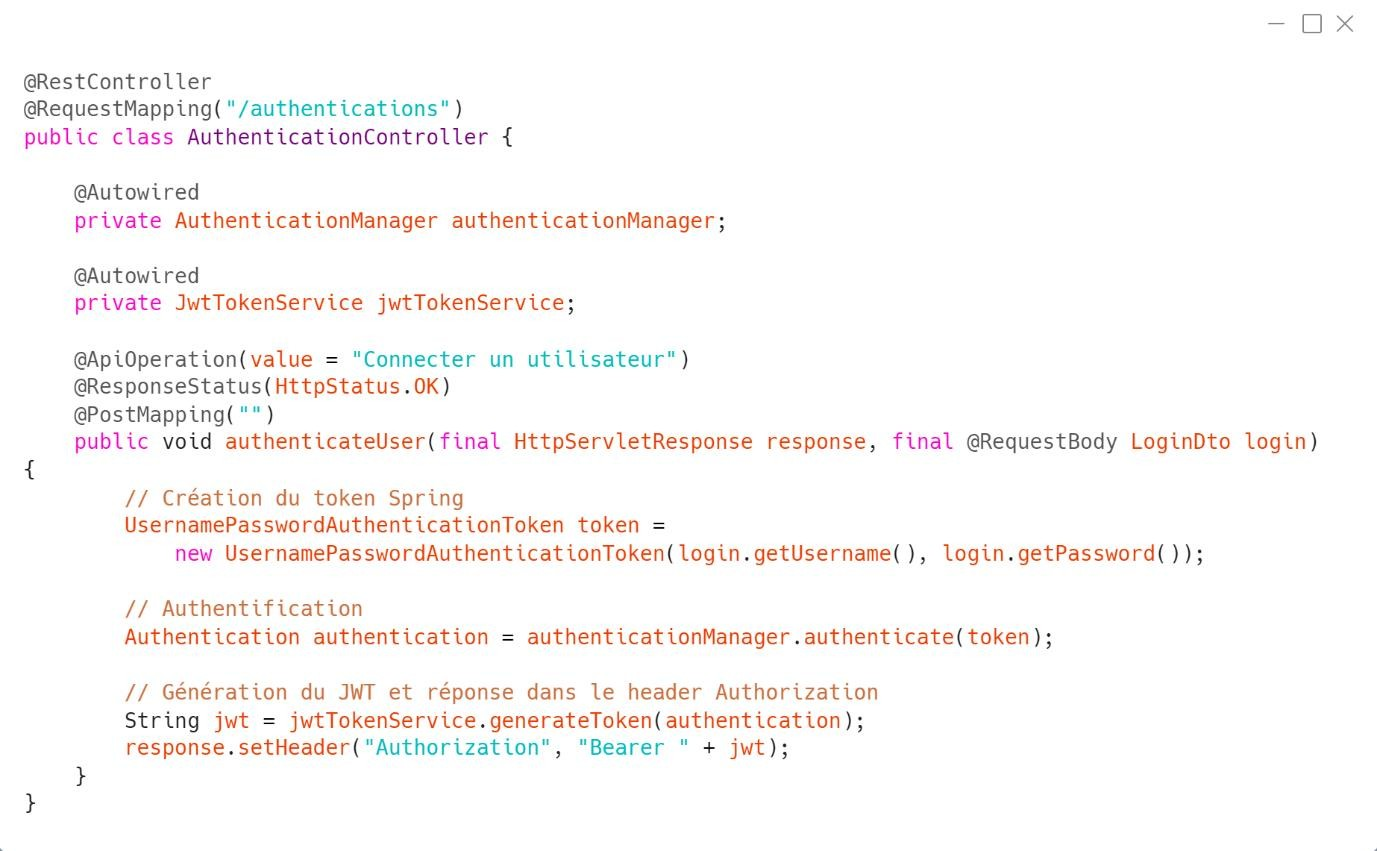 @RestController
@RequestMapping("/authentications")
public class AuthenticationController {
@Autowired
private AuthenticationManager authenticationManager;
@Autowired
private JwtTokenService jwtTokenService;
@ApiOperation(value = "Connecter un utilisateur")
@ResponseStatus(HttpStatus.OK)
@PostMapping("")
public void authenticateUser(final HttpServletResponse response, final @RequestBody LoginDto login)
{
// Création du token Spring
UsernamePasswordAuthenticationToken token =
new UsernamePasswordAuthenticationToken(login.getUsername(), login.getPassword());
// Authentification
Authentication authentication = authenticationManager.authenticate(token);
// Génération du JWT et réponse dans le header Authorization
String jwt = jwtTokenService.generateToken(authentication);
response.setHeader("Authorization", "Bearer " + jwt);
}
}